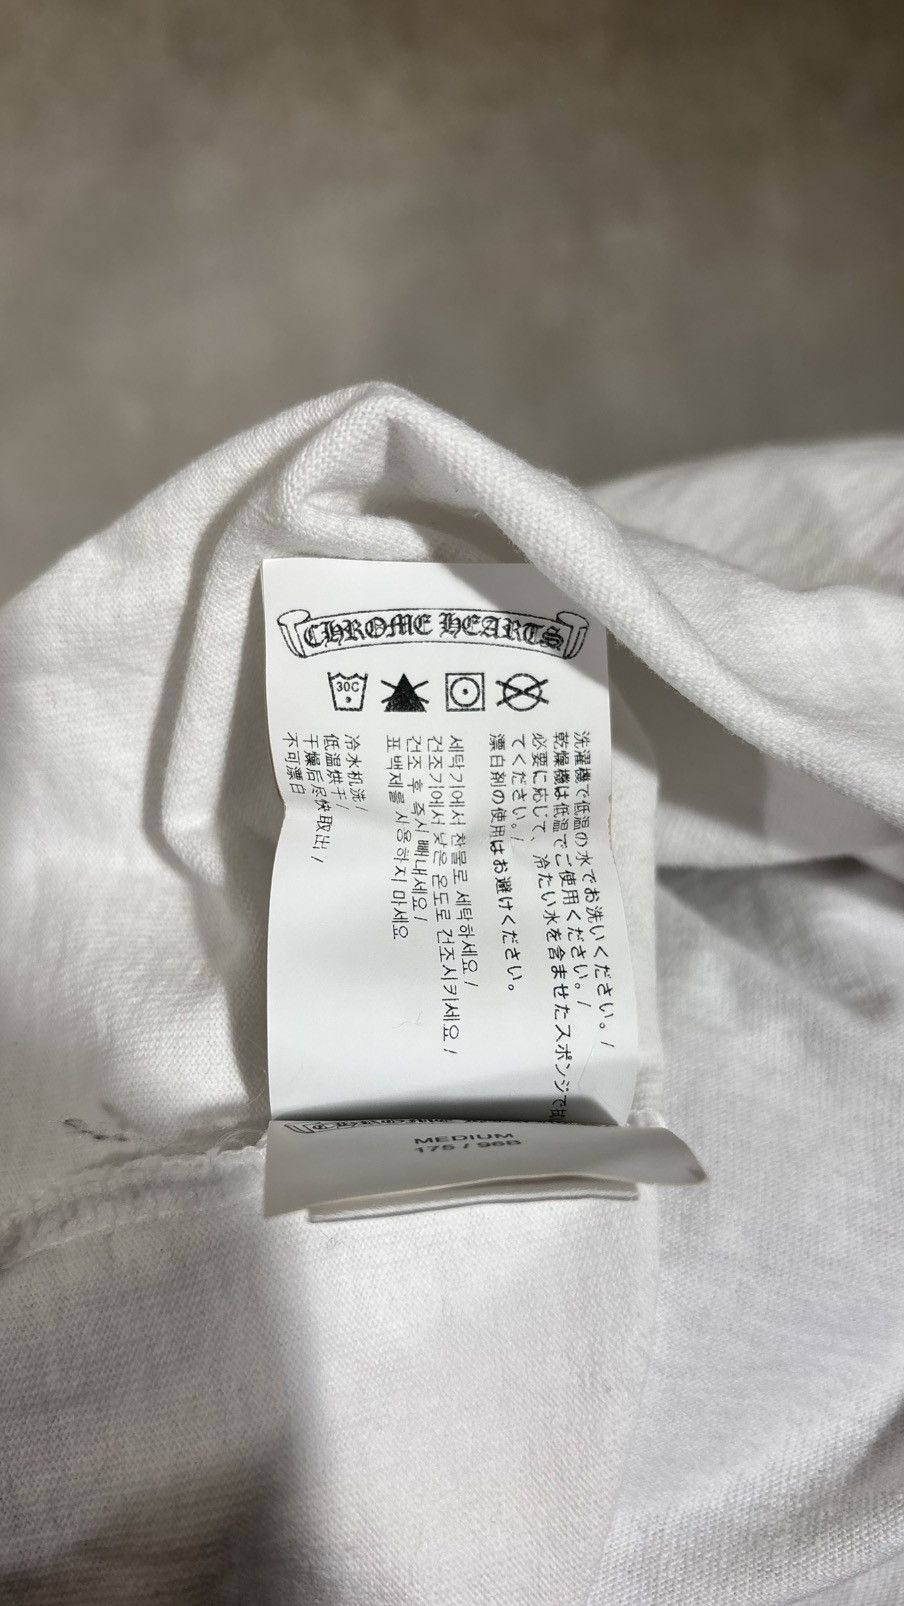 CHROME HEARTS
30C
洗濯機で低温の水でお洗いください。/
乾燥機は低温でご使用ください。/
必要に応じて、冷たい水を含ませたスポンジで
てください。/
漂白剤の使用はお避けください。
세탁기에서 찬물로 세탁하세요 /
건조기에서 낮은 온도로 건조시키세요 /
건조 후 즉시 빼내세요 /
표백제를 사용하지 마세요
冷水机洗 /
低温烘干 /
干燥后尽快取出 /
不可漂白
MEDIUM
175 / 96B